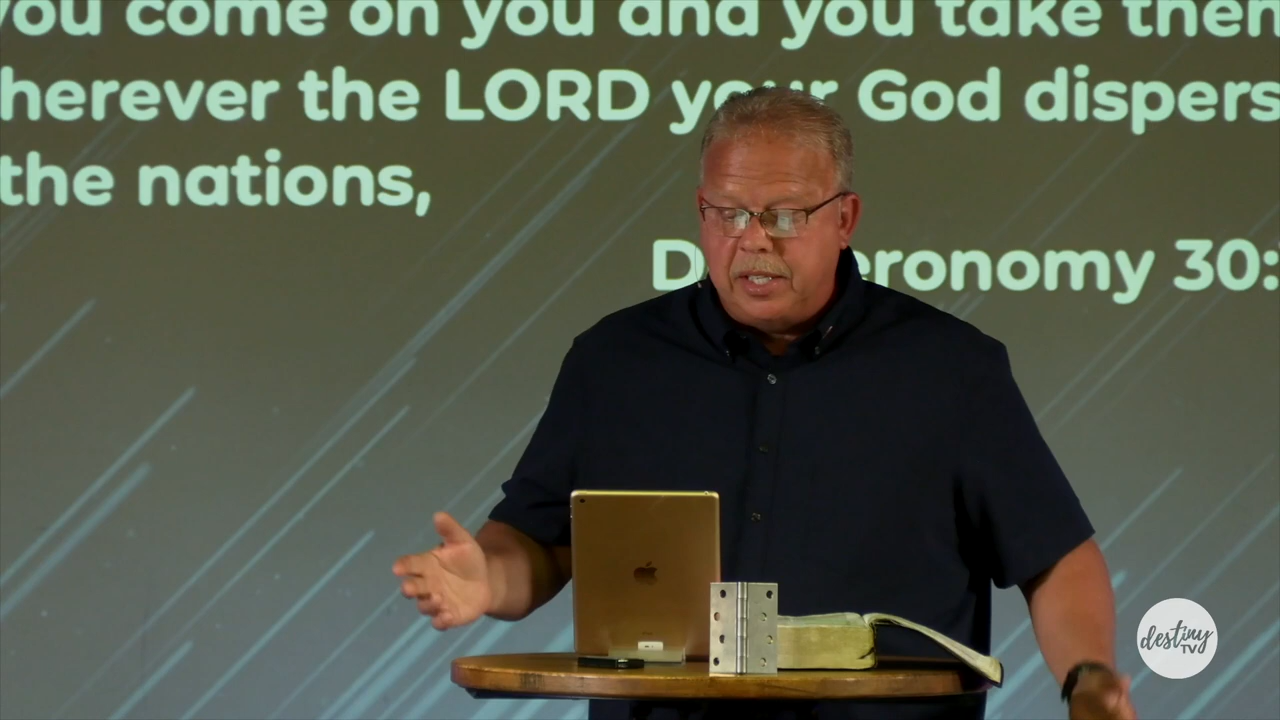 you come on you and you take them
herever the LORD your God dispers
the nations,
D eronomy 30:
destiny
TV